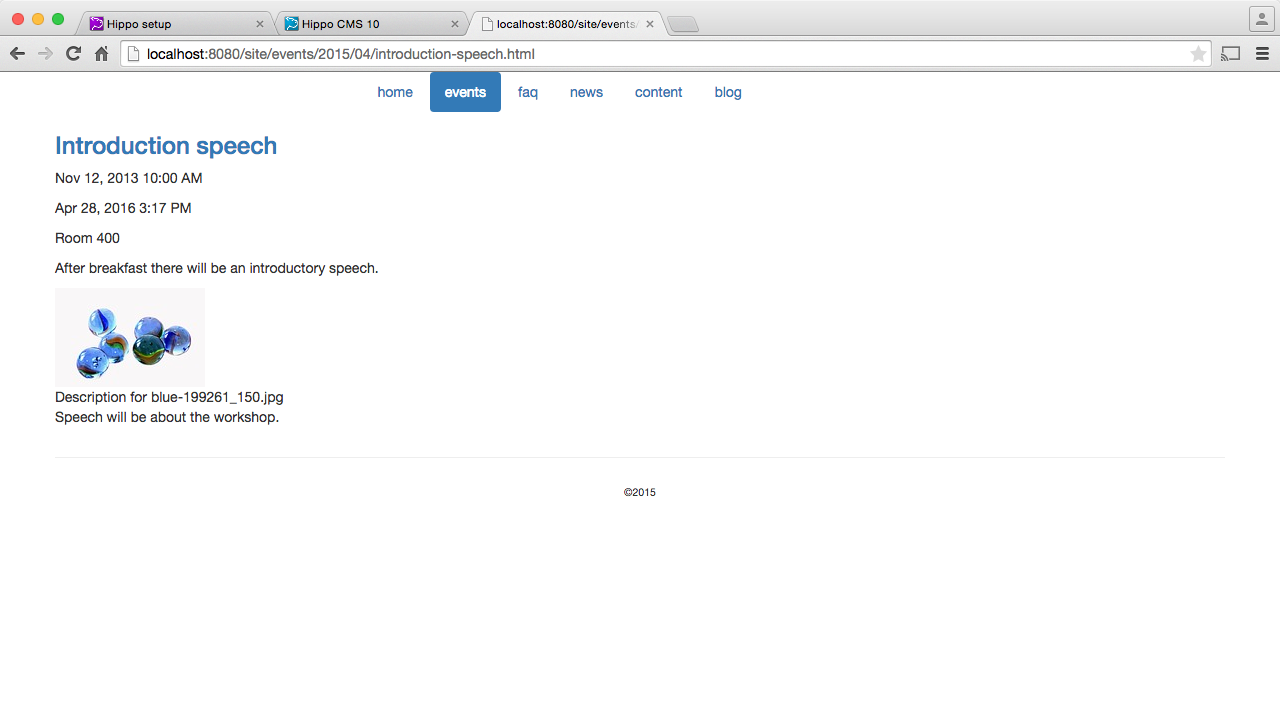 Hippo setup
Hippo CMS 10
localhost:8080/site/events/
localhost:8080/site/events/2015/04/introduction-speech.html
home events faq news content blog
Introduction speech
Nov 12, 2013 10:00 AM
Apr 28, 2016 3:17 PM
Room 400
After breakfast there will be an introductory speech.
Description for blue-199261_150.jpg
Speech will be about the workshop.
©2015